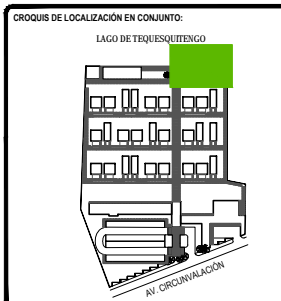 CROQUIS DE LOCALIZACIÓN EN CONJUNTO:
LAGO DE TEQUESQUITENGO
AV. CIRCUNVALACIÓN